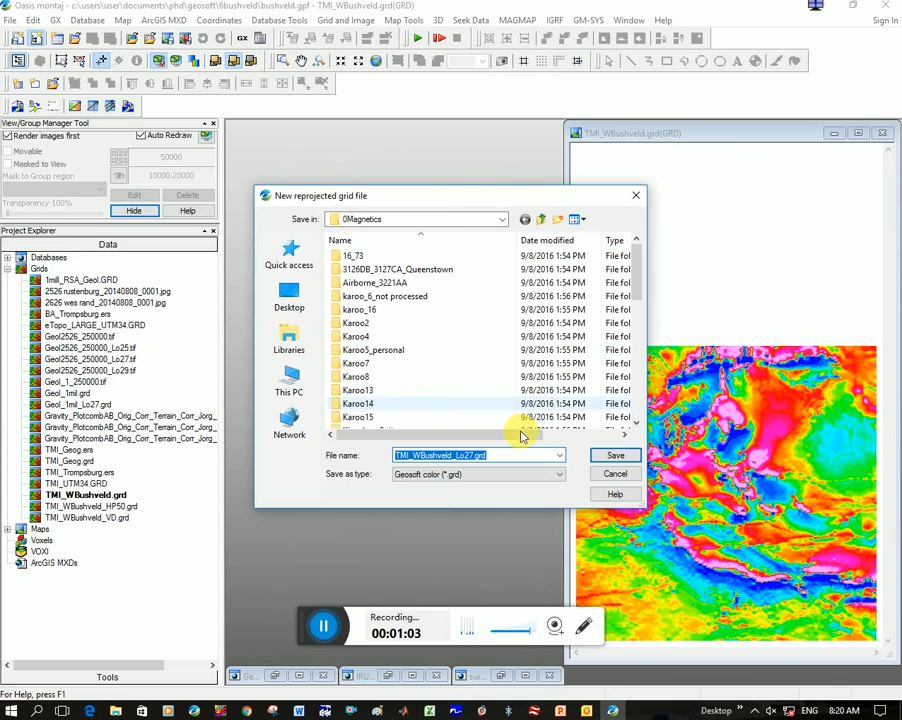 Oasis montaj - c:\users\user\documents\phd\geosoft\6bushveld\bushveld.gpf - TMI_WBushveld.grd(GRD)
File GX Database Map ArcGIS MXD Coordinates Database Tools Grid and Image Map Tools 3D Seek Data MAGMAP IGRF GM-SYS Window Help Sign In
GX
View/Group Manager Tool
Render images first Auto Redraw
Movable
Masked to View 50000
Mask to Group region 10000:20000
Edit Delete
Transparency 100%
Hide Help
Project Explorer
Data
Databases
Grids
1mill_RSA_Geol.GRD
2526 rustenburg_20140808_0001.jpg
2626 wes rand_20140808_0001.jpg
BA_Trompsburg.ers
eTopo_LARGE_UTM34.GRD
Geol2526_250000.tif
Geol2526_250000_Lo25.tif
Geol2526_250000_Lo27.tif
Geol2526_250000_Lo29.tif
Geol_1_250000.tif
Geol_1mil.grd
Geol_1mil_Lo27.grd
Gravity_PlotcombAB_Orig_Corr_Terrain_Corr_Jorg_
Gravity_PlotcombAB_Orig_Corr_Terrain_Corr_Jorg_
TMI_Geog.ers
TMI_Geog.grd
TMI_Trompsburg.ers
TMI_UTM34.GRD
TMI_WBushveld.grd
TMI_WBushveld_HP50.grd
TMI_WBushveld_VD.grd
Maps
Voxels
VOXI
ArcGIS MXDs
Tools
For Help, press F1
TMI_WBushveld.grd(GRD)
New reprojected grid file
Save in: 0Magnetics
Quick access
Desktop
Libraries
This PC
Network
Name Date modified Type
16_73 9/8/2016 1:54 PM File fol
3126DB_3127CA_Queenstown 9/8/2016 1:54 PM File fol
Airborne_3221AA 9/8/2016 1:54 PM File fol
karoo_6_not processed 9/8/2016 1:56 PM File fol
karoo_16 9/8/2016 1:55 PM File fol
Karoo2 9/8/2016 1:55 PM File fol
Karoo4 9/8/2016 1:54 PM File fol
Karoo5_personal 9/8/2016 1:55 PM File fol
Karoo7 9/8/2016 1:55 PM File fol
Karoo8 9/8/2016 1:55 PM File fol
Karoo13 9/8/2016 1:54 PM File fol
Karoo14 9/8/2016 1:54 PM File fol
Karoo15 9/8/2016 1:54 PM File fol
File name: TMI_WBushveld_Lo27.grd Save
Save as type: Geosoft color (*.grd) Cancel
Help
Recording...
00:01:03
Ge...
IRU...
sur...
Desktop ENG 8:20 AM